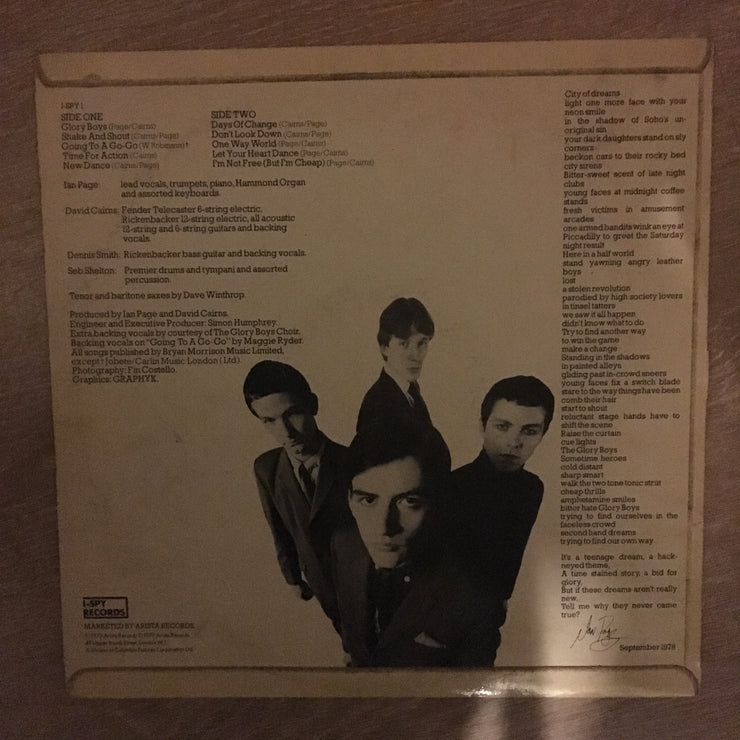 I-SPY 1
SIDE ONE
Glory Boys (Page/Cairns)
Shake And Shout (Cairns/Page)
Going To A Go-Go (W. Robinson) †
Time For Action (Cairns)
New Dance (Cairns/Page)
SIDE TWO
Days Of Change (Cairns/Page)
Don't Look Down (Cairns/Page)
One Way World (Page/Cairns)
Let Your Heart Dance (Page/Cairns)
I'm Not Free (But I'm Cheap) (Page/Cairns)
Ian Page: lead vocals, trumpets, piano, Hammond Organ
and assorted keyboards.
David Cairns: Fender Telecaster 6-string electric,
Rickenbacker 12-string electric, all acoustic
12-string and 6-string guitars and backing
vocals.
Dennis Smith: Rickenbacker bass guitar and backing vocals.
Seb Shelton: Premier drums and tympani and assorted
percussion.
Tenor and baritone saxes by Dave Winthrop.
Produced by Ian Page and David Cairns.
Engineer and Executive Producer: Simon Humphrey.
Extra backing vocals by courtesy of The Glory Boys Choir.
Backing vocals on "Going To A Go-Go" by Maggie Ryder.
All songs published by Bryan Morrison Music Limited,
except † Jobete/Carlin Music London (Ltd).
Photography: Fin Costello.
Graphics: GRAPHYK.
I-SPY
RECORDS
MARKETED BY ARISTA RECORDS.
City of dreams
light one more face with your
neon smile
in the shadow of Soho's un-
original sin
your dark daughters stand on sly
corners
beckon cars to their rocky bed
city sirens
Bitter-sweet scent of late night
clubs
young faces at midnight coffee
stands
fresh victims in amusement
arcades
one armed bandits wink an eye at
Piccadilly to greet the Saturday
night result
Here in a half world
stand yawning angry leather
boys
lost
a stolen revolution
parodied by high society lovers
in tinsel tatters
we saw it all happen
didn't know what to do
Try to find another way
to win the game
make a change
Standing in the shadows
in painted alleys
gliding past in-crowd sneers
young faces fix a switch blade
stare to the way things have been
comb their hair
start to shout
reluctant stage hands have to
shift the scene
Raise the curtain
cue lights
The Glory Boys
Sometime heroes
cold distant
sharp smart
walk the two tone tonic strut
cheap thrills
amphetamine smiles
bitter hate Glory Boys
trying to find ourselves in the
faceless crowd
second hand dreams
trying to find our own way
It's a teenage dream, a hack-
neyed theme,
A time stained story, a bid for
glory.
But if these dreams aren't really
new,
Tell me why they never came
true?
Ian Page
September 1979